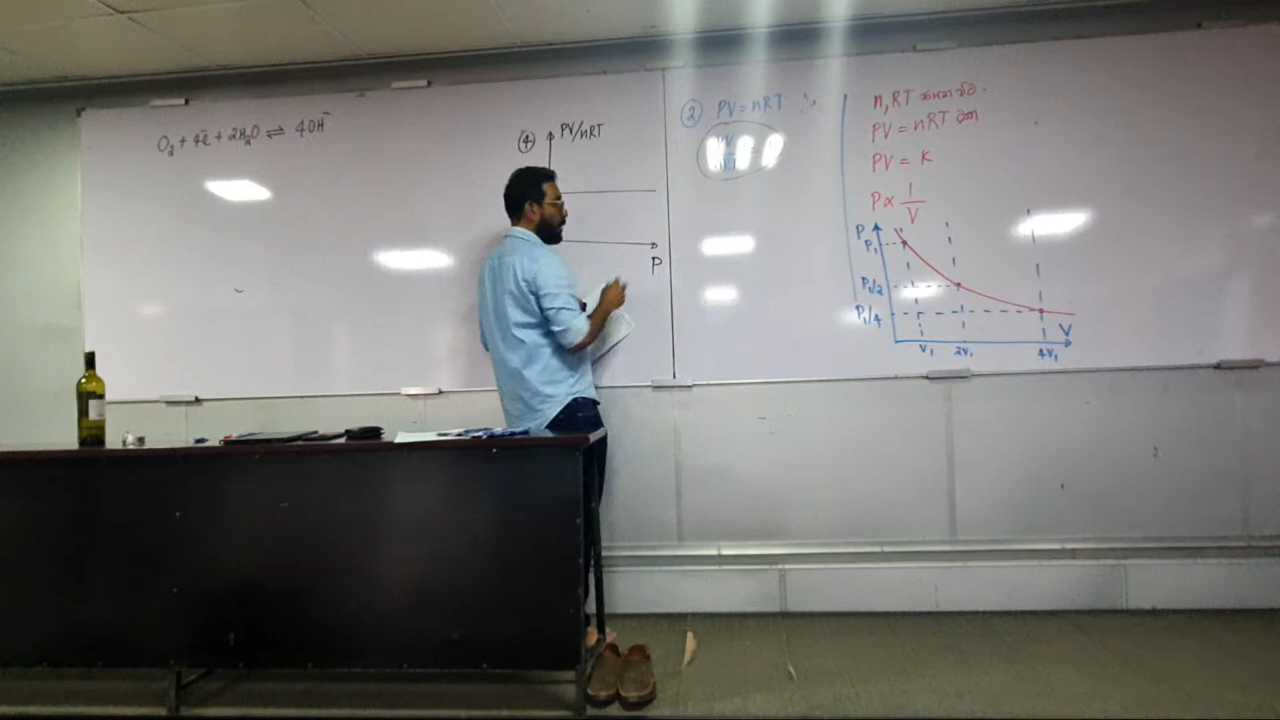 O₂ + 4ē + 2H₂O ⇌ 4OH⁻
④ PV/nRT
P
② PV = nRT
n, RT
PV = nRT
PV = K
P ∝ 1/V
P
P₁
P₁/2
P₁/4
V
V₁ 2V₁ 4V₁